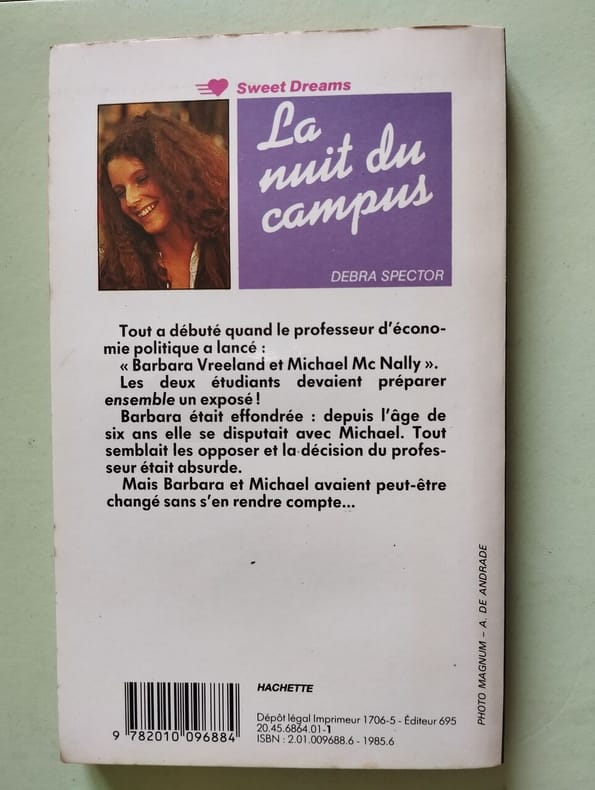 Sweet Dreams
La
nuit du
campus
DEBRA SPECTOR
Tout a débuté quand le professeur d'écono-
mie politique a lancé :
« Barbara Vreeland et Michael Mc Nally ».
Les deux étudiants devaient préparer
ensemble un exposé !
Barbara était effondrée : depuis l'âge de
six ans elle se disputait avec Michael. Tout
semblait les opposer et la décision du profes-
seur était absurde.
Mais Barbara et Michael avaient peut-être
changé sans s'en rendre compte...
PHOTO MAGNUM – A. DE ANDRADE
HACHETTE
Dépôt légal Imprimeur 1706-5 - Éditeur 695
20.45.6864.01-1
ISBN : 2.01.009688.6 - 1985.6
9 782010 096884